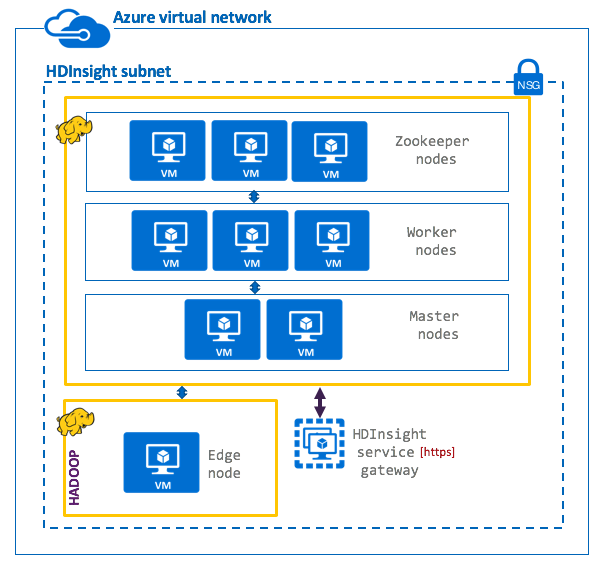 Azure virtual network
HDInsight subnet
NSG
VM
VM
VM
Zookeeper
nodes
VM
VM
VM
Worker
nodes
VM
VM
Master
nodes
HADOOP
VM
Edge
node
HDInsight
service [https]
gateway